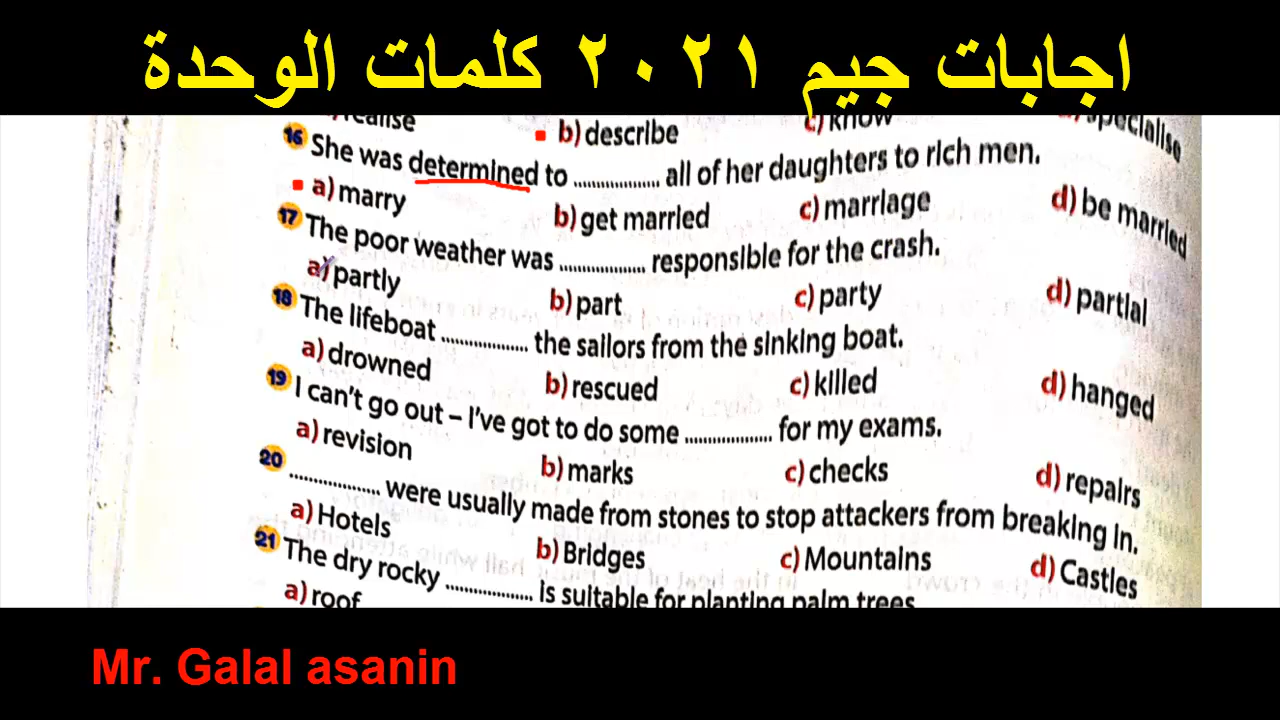 اجابات جيم ٢٠٢١ كلمات الوحدة
realise b) describe c) know d) specialise
16 She was determined to .................. all of her daughters to rich men.
a) marry b) get married c) marriage d) be married
17 The poor weather was .................. responsible for the crash.
a) partly b) part c) party d) partial
18 The lifeboat .................. the sailors from the sinking boat.
a) drowned b) rescued c) killed d) hanged
19 I can't go out – I've got to do some .................. for my exams.
a) revision b) marks c) checks d) repairs
20 .................. were usually made from stones to stop attackers from breaking in.
a) Hotels b) Bridges c) Mountains d) Castles
21 The dry rocky .................. is suitable for planting palm trees
a) roof
Mr. Galal asanin